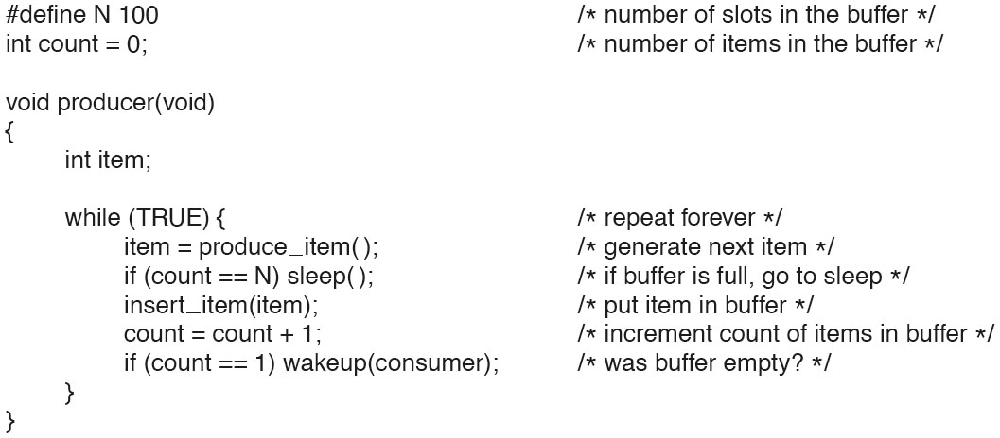 #define N 100 /* number of slots in the buffer */
int count = 0; /* number of items in the buffer */
void producer(void)
{
int item;
while (TRUE) { /* repeat forever */
item = produce_item( ); /* generate next item */
if (count == N) sleep( ); /* if buffer is full, go to sleep */
insert_item(item); /* put item in buffer */
count = count + 1; /* increment count of items in buffer */
if (count == 1) wakeup(consumer); /* was buffer empty? */
}
}